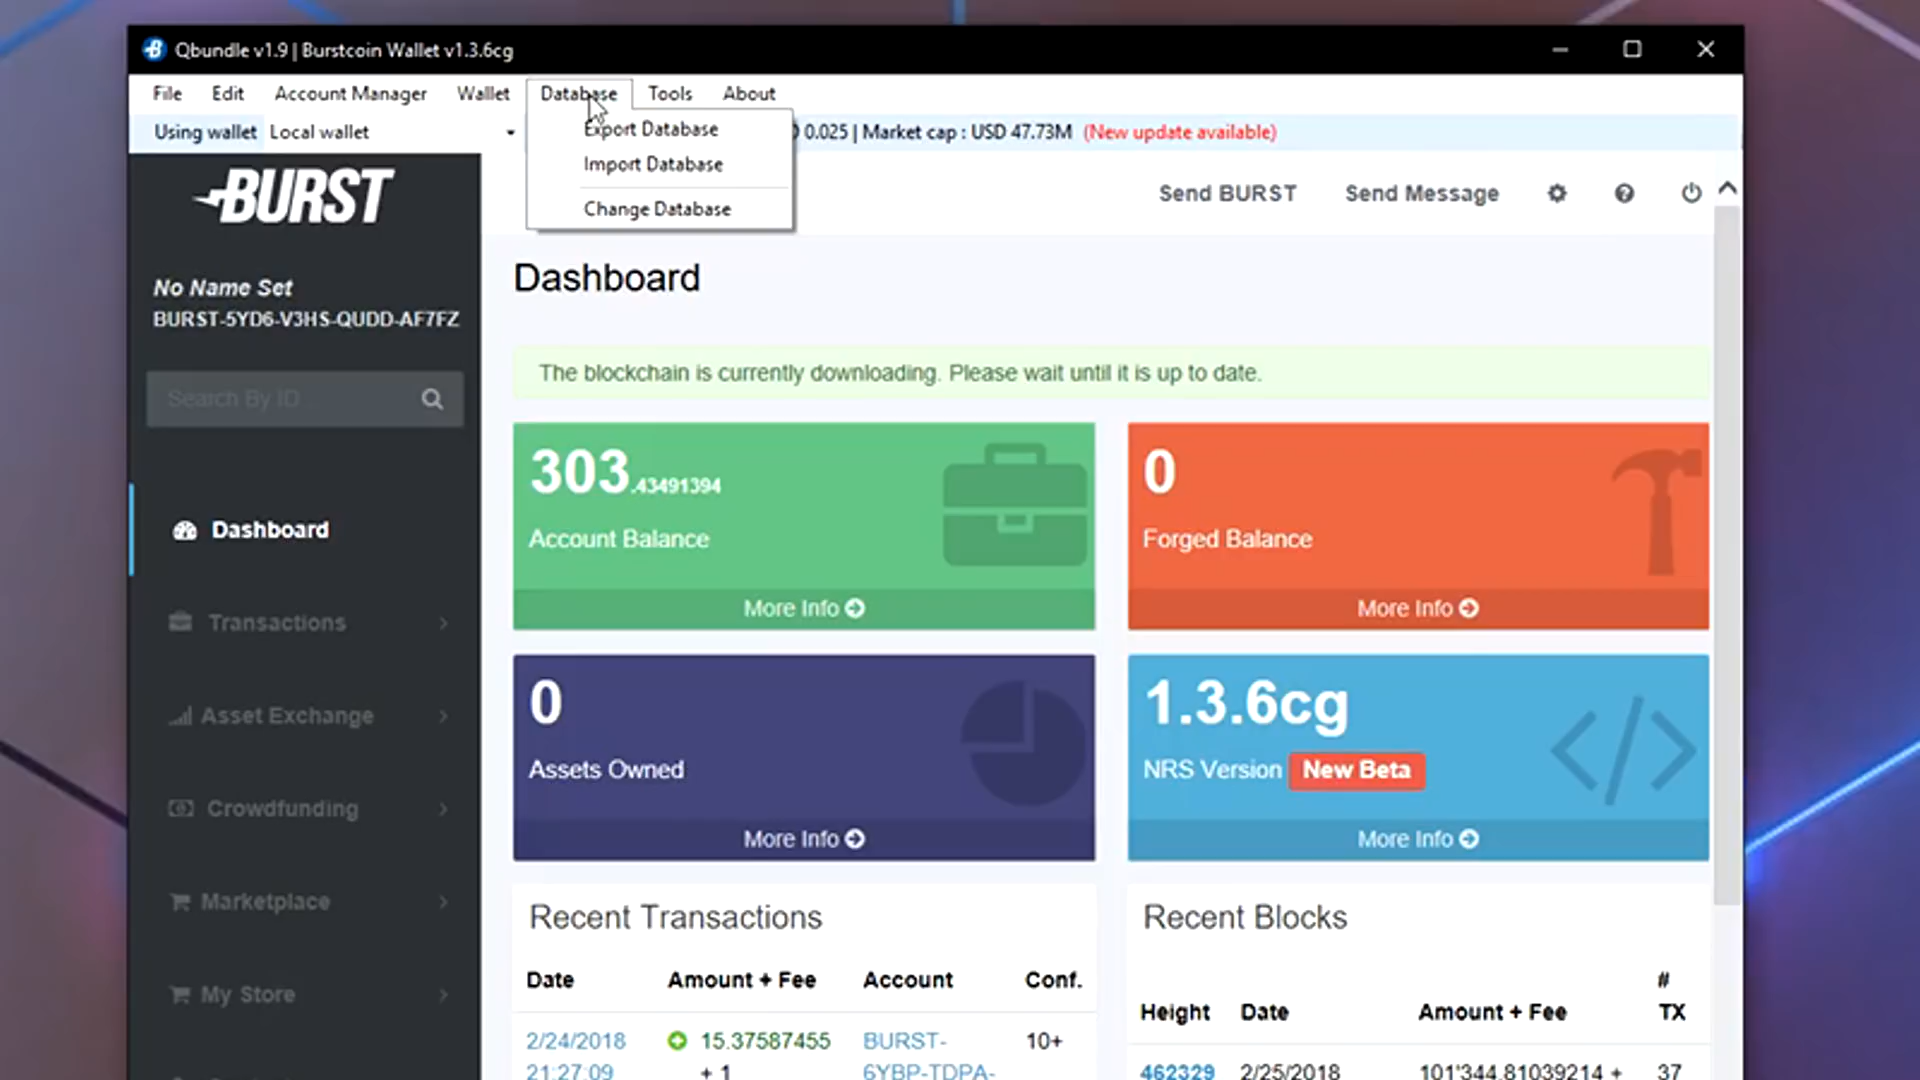 Qbundle v1.9 | Burstcoin Wallet v1.3.6cg
File Edit Account Manager Wallet Database Tools About
Using wallet Local wallet 0.025 | Market cap : USD 47.73M (New update available)
Export Database
Import Database
Change Database
BURST
Send BURST Send Message
No Name Set
BURST-5YD6-V3HS-QUDD-AF7FZ
Search By ID
Dashboard
Transactions
Asset Exchange
Crowdfunding
Marketplace
My Store
Dashboard
The blockchain is currently downloading. Please wait until it is up to date.
303.43491394
Account Balance
More Info
0
Forged Balance
More Info
0
Assets Owned
More Info
1.3.6cg
NRS Version New Beta
More Info
Recent Transactions
Date Amount + Fee Account Conf.
2/24/2018 15.37587455 BURST- 10+
21:27:09 + 1 6YBP-TDPA-
Recent Blocks
Height Date Amount + Fee # TX
462329 2/25/2018 101'344.81039214 + 37